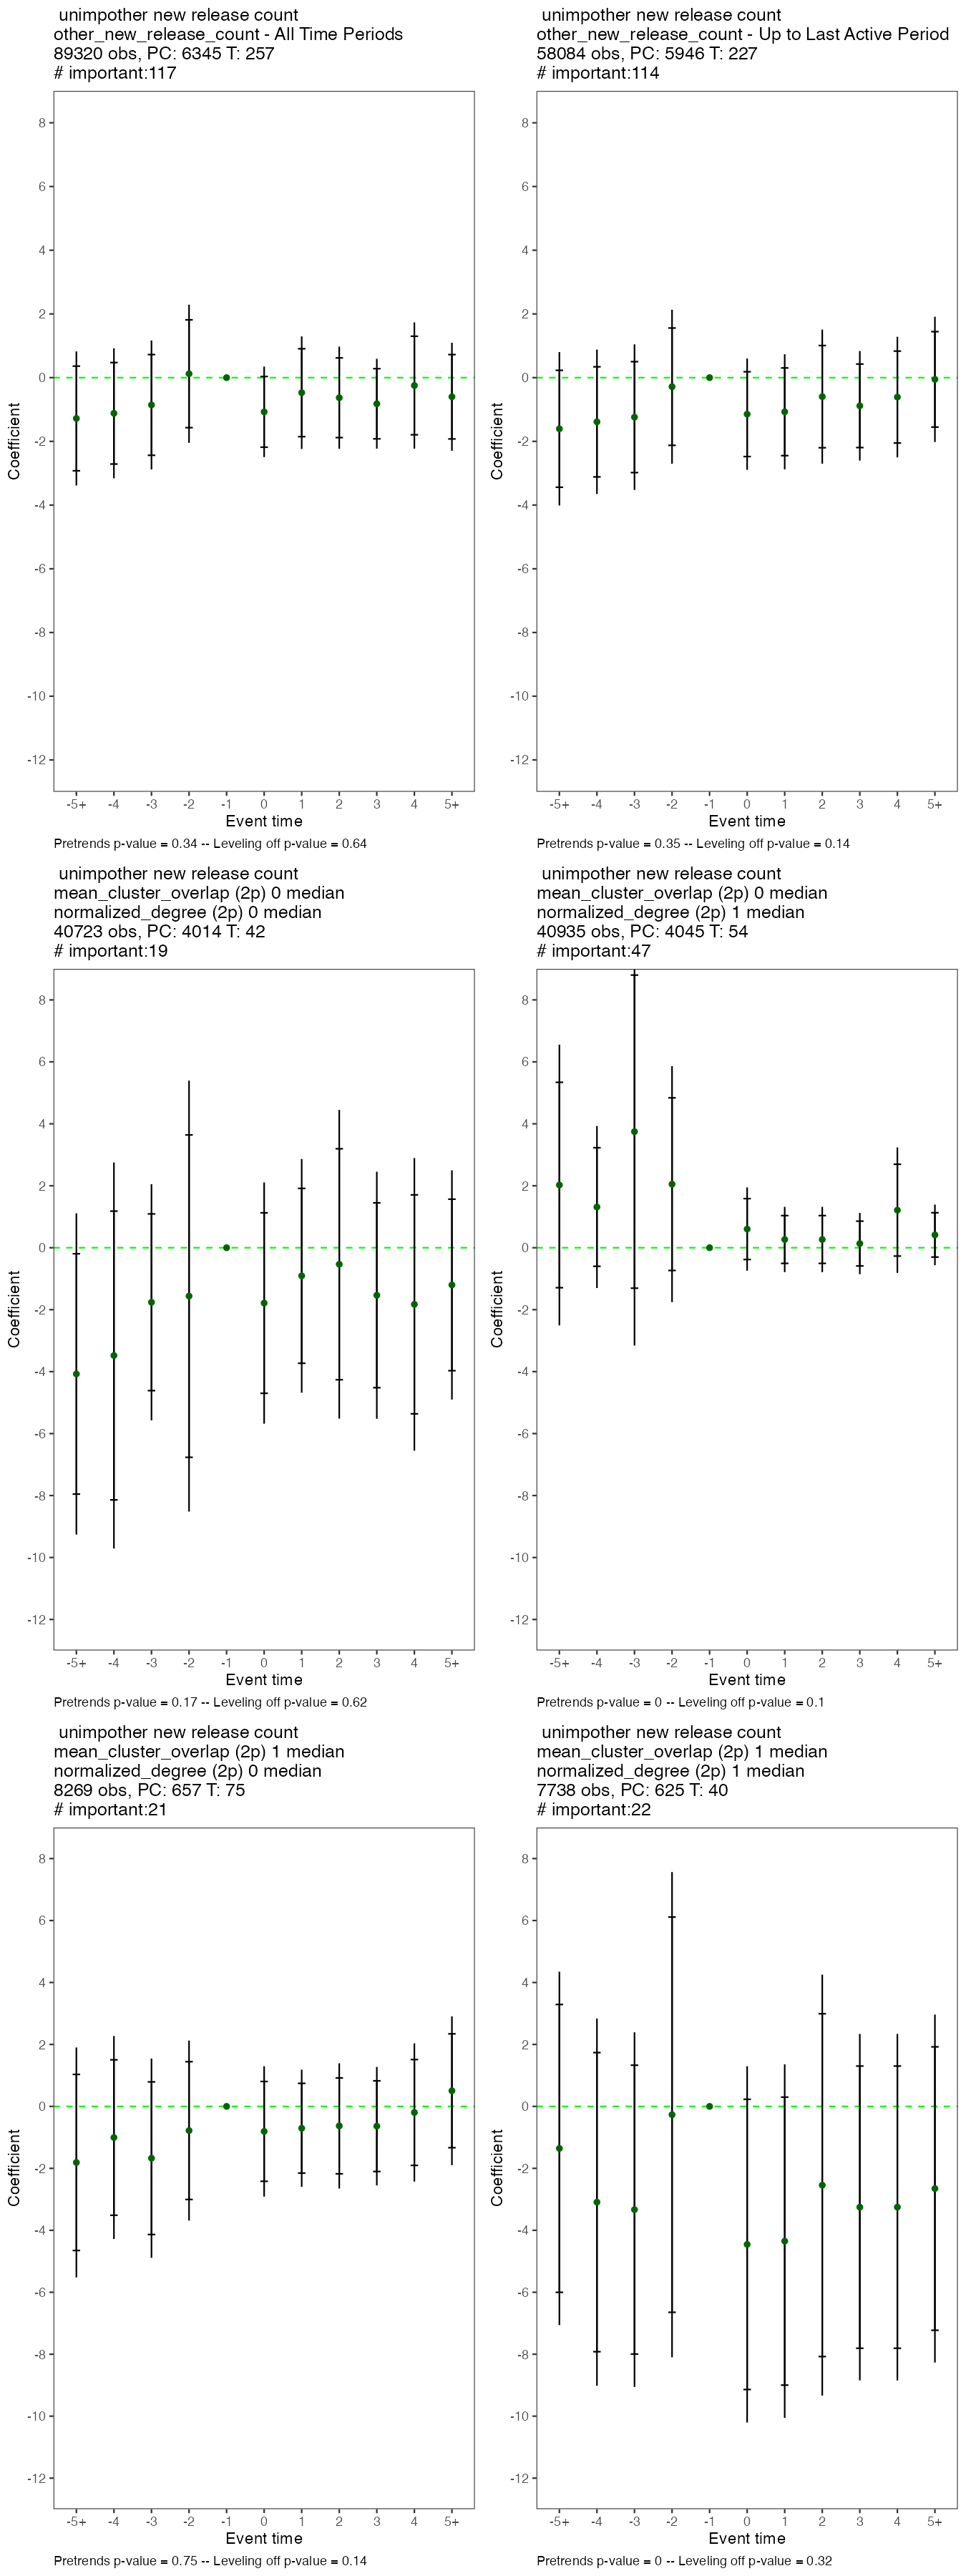 unimpother new release count
other_new_release_count - All Time Periods
89320 obs, PC: 6345 T: 257
# important:117
8
6
4
2
0
-2
-4
-6
-8
-10
-12
Coefficient
-5+ -4 -3 -2 -1 0 1 2 3 4 5+
Event time
Pretrends p-value = 0.34 -- Leveling off p-value = 0.64
unimpother new release count
other_new_release_count - Up to Last Active Period
58084 obs, PC: 5946 T: 227
# important:114
8
6
4
2
0
-2
-4
-6
-8
-10
-12
Coefficient
-5+ -4 -3 -2 -1 0 1 2 3 4 5+
Event time
Pretrends p-value = 0.35 -- Leveling off p-value = 0.14
unimpother new release count
mean_cluster_overlap (2p) 0 median
normalized_degree (2p) 0 median
40723 obs, PC: 4014 T: 42
# important:19
8
6
4
2
0
-2
-4
-6
-8
-10
-12
Coefficient
-5+ -4 -3 -2 -1 0 1 2 3 4 5+
Event time
Pretrends p-value = 0.17 -- Leveling off p-value = 0.62
unimpother new release count
mean_cluster_overlap (2p) 0 median
normalized_degree (2p) 1 median
40935 obs, PC: 4045 T: 54
# important:47
8
6
4
2
0
-2
-4
-6
-8
-10
-12
Coefficient
-5+ -4 -3 -2 -1 0 1 2 3 4 5+
Event time
Pretrends p-value = 0 -- Leveling off p-value = 0.1
unimpother new release count
mean_cluster_overlap (2p) 1 median
normalized_degree (2p) 0 median
8269 obs, PC: 657 T: 75
# important:21
8
6
4
2
0
-2
-4
-6
-8
-10
-12
Coefficient
-5+ -4 -3 -2 -1 0 1 2 3 4 5+
Event time
Pretrends p-value = 0.75 -- Leveling off p-value = 0.14
unimpother new release count
mean_cluster_overlap (2p) 1 median
normalized_degree (2p) 1 median
7738 obs, PC: 625 T: 40
# important:22
8
6
4
2
0
-2
-4
-6
-8
-10
-12
Coefficient
-5+ -4 -3 -2 -1 0 1 2 3 4 5+
Event time
Pretrends p-value = 0 -- Leveling off p-value = 0.32